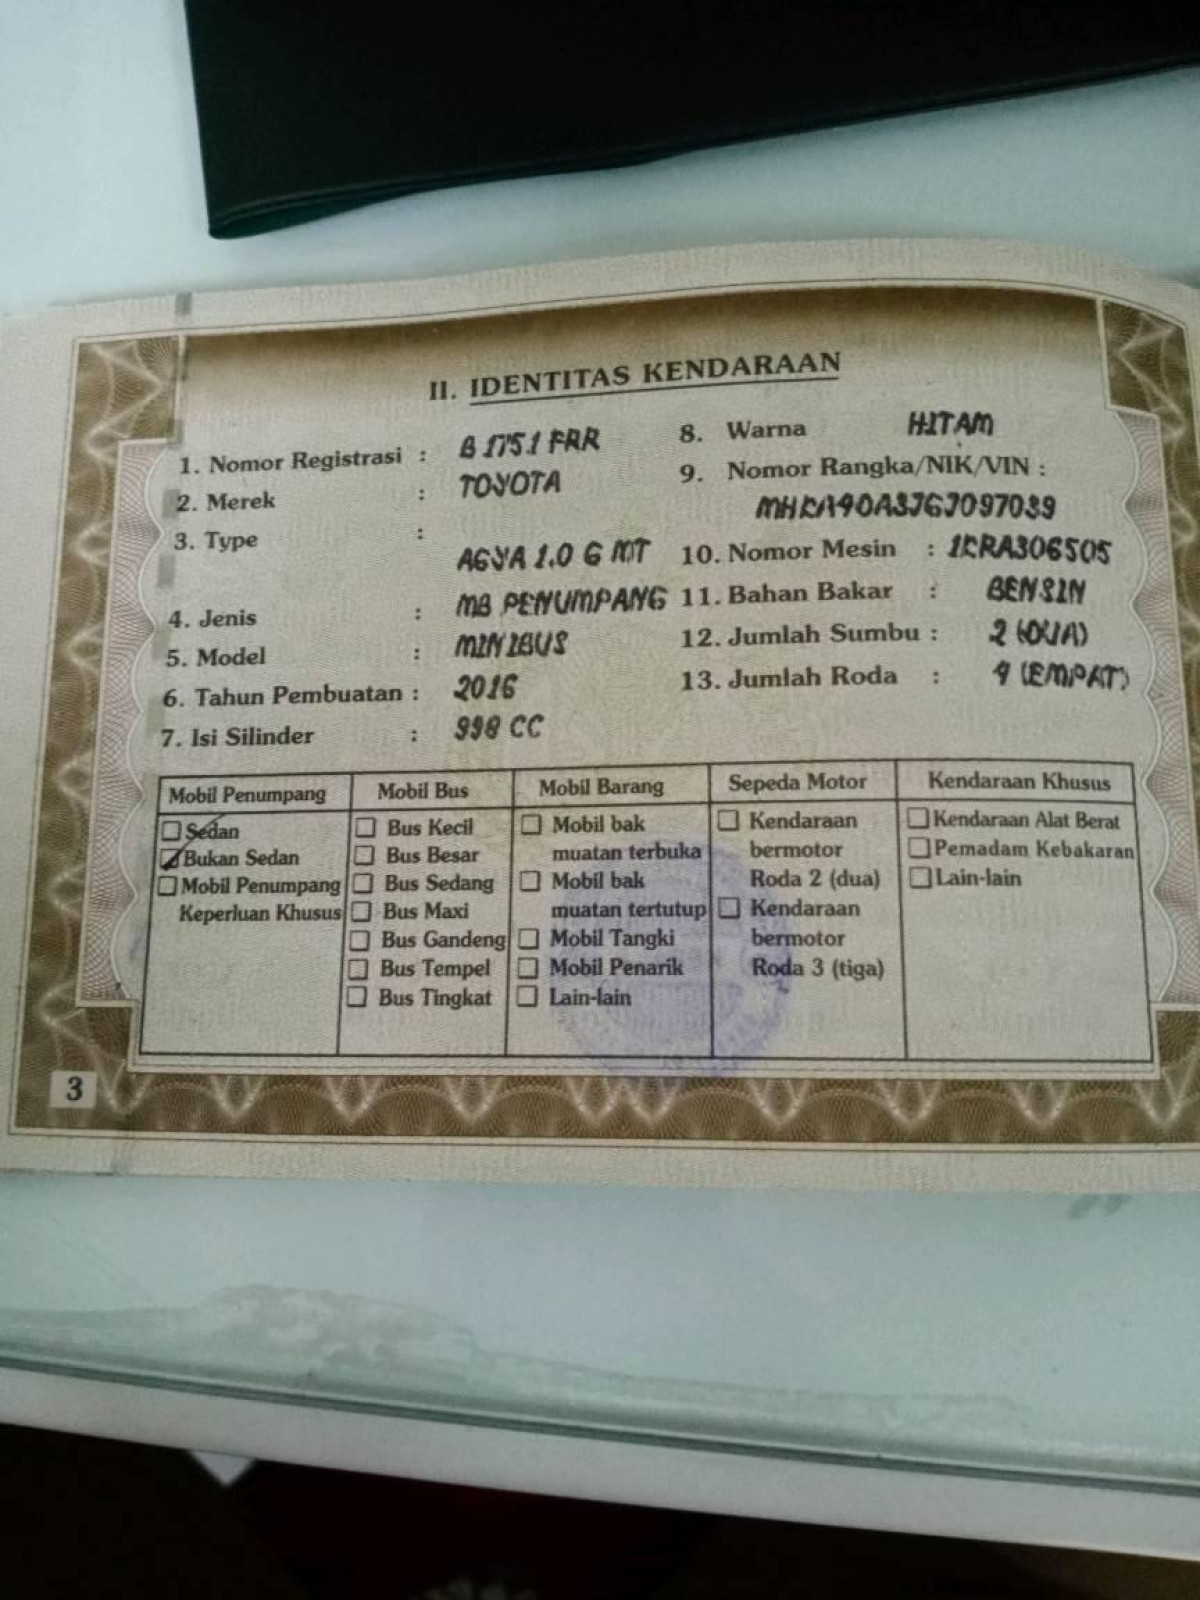 II. IDENTITAS KENDARAAN
1. Nomor Registrasi : B 1751 FRR
2. Merek : TOYOTA
3. Type :
AGYA 1.0 G MT
4. Jenis : MB PENUMPANG
5. Model : MINIBUS
6. Tahun Pembuatan : 2016
7. Isi Silinder : 998 CC
8. Warna HITAM
9. Nomor Rangka/NIK/VIN :
MHKA4DA3JGJ097039
10. Nomor Mesin : 1KRA306505
11. Bahan Bakar : BENSIN
12. Jumlah Sumbu : 2 (DUA)
13. Jumlah Roda : 4 (EMPAT)
Mobil Penumpang
Sedan
Bukan Sedan
Mobil Penumpang
Keperluan Khusus
Mobil Bus
Bus Kecil
Bus Besar
Bus Sedang
Bus Maxi
Bus Gandeng
Bus Tempel
Bus Tingkat
Mobil Barang
Mobil bak
muatan terbuka
Mobil bak
muatan tertutup
Mobil Tangki
Mobil Penarik
Lain-lain
Sepeda Motor
Kendaraan
bermotor
Roda 2 (dua)
Kendaraan
bermotor
Roda 3 (tiga)
Kendaraan Khusus
Kendaraan Alat Berat
Pemadam Kebakaran
Lain-lain
3